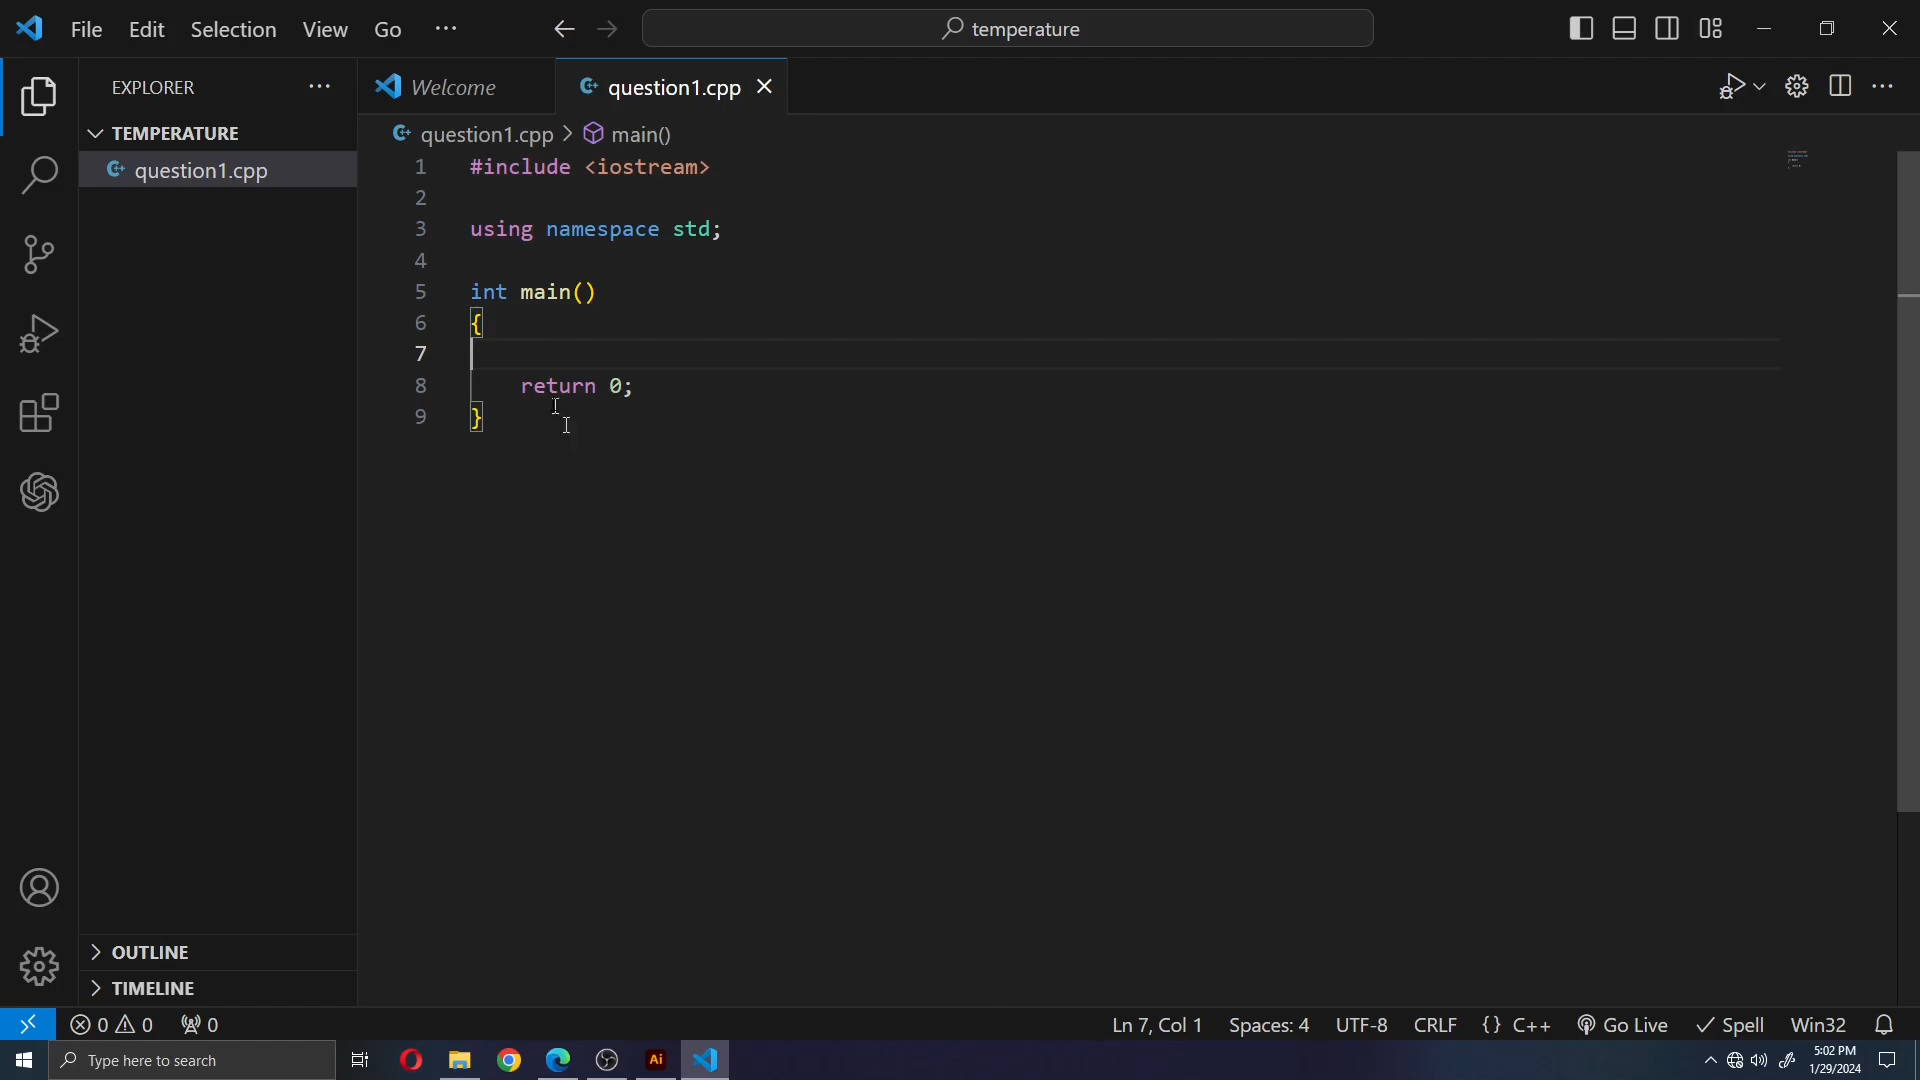 File Edit Selection View Go ··· temperature
EXPLORER ··· Welcome question1.cpp
TEMPERATURE question1.cpp > main()
question1.cpp
1 #include <iostream>
2
3 using namespace std;
4
5 int main()
6 {
7
8 return 0;
9 }
OUTLINE
TIMELINE
0 0 0 Ln 7, Col 1 Spaces: 4 UTF-8 CRLF {} C++ Go Live Spell Win32
Type here to search Ai 5:02 PM
1/29/2024